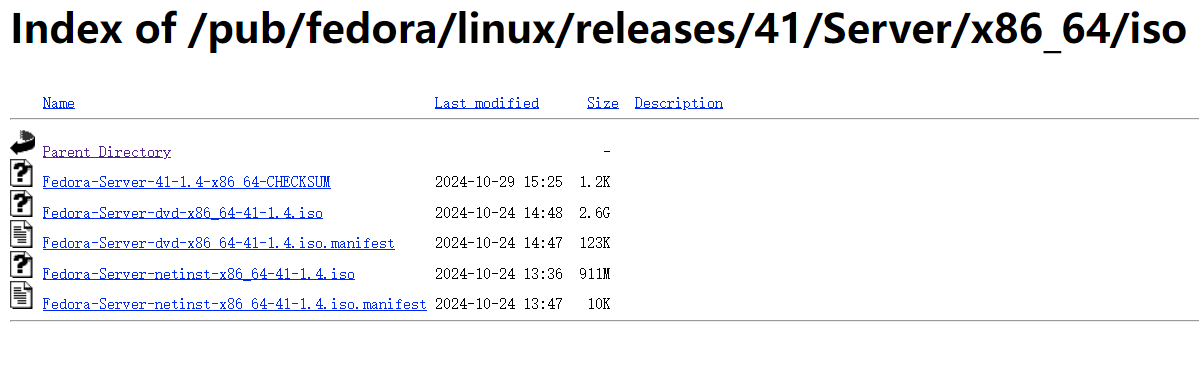 Index of /pub/fedora/linux/releases/41/Server/x86_64/iso
Name Last modified Size Description
Parent Directory -
Fedora-Server-41-1.4-x86_64-CHECKSUM 2024-10-29 15:25 1.2K
Fedora-Server-dvd-x86_64-41-1.4.iso 2024-10-24 14:48 2.6G
Fedora-Server-dvd-x86_64-41-1.4.iso.manifest 2024-10-24 14:47 123K
Fedora-Server-netinst-x86_64-41-1.4.iso 2024-10-24 13:36 911M
Fedora-Server-netinst-x86_64-41-1.4.iso.manifest 2024-10-24 13:47 10K